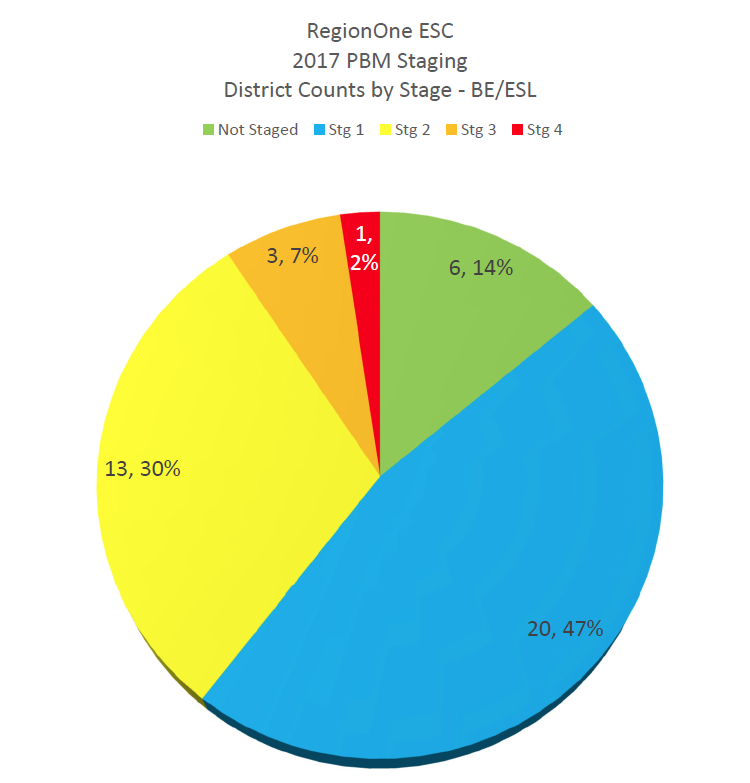 RegionOne ESC
2017 PBM Staging
District Counts by Stage - BE/ESL
Not Staged Stg 1 Stg 2 Stg 3 Stg 4
1,
2%
3, 7%
6, 14%
13, 30%
20, 47%